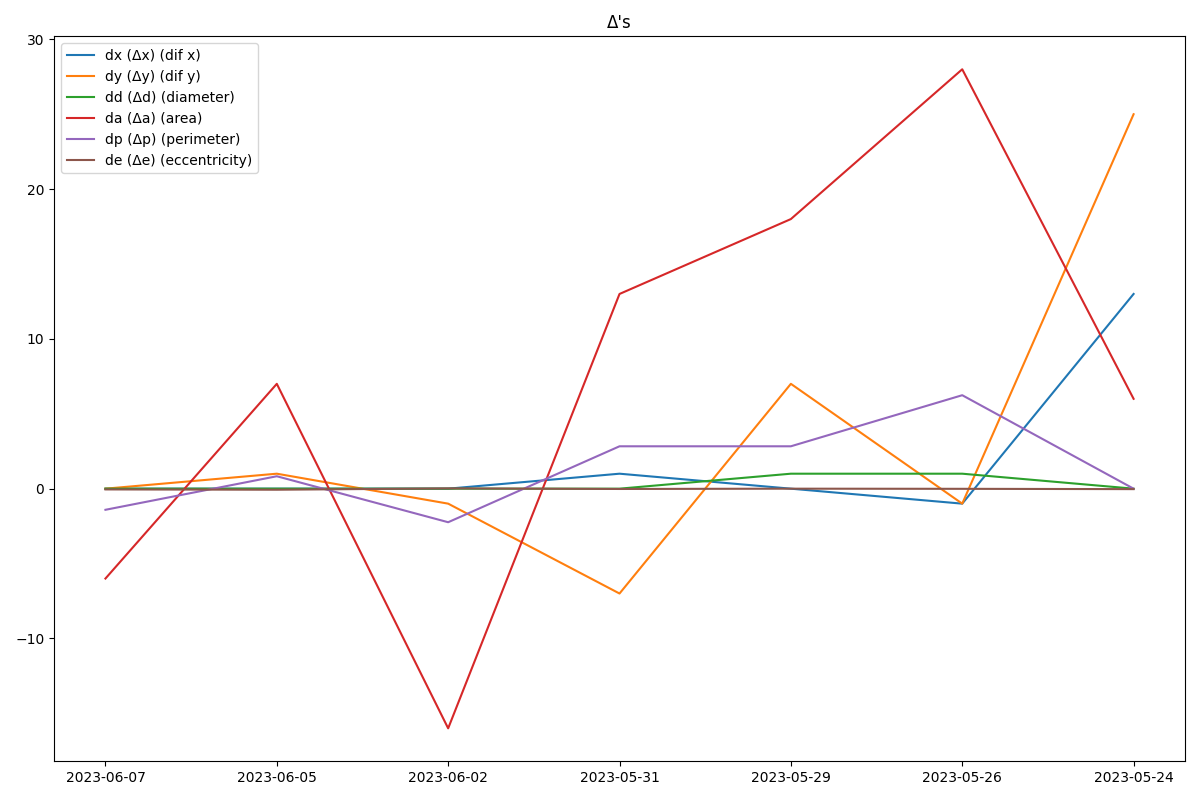 Δ's
dx (Δx) (dif x)
dy (Δy) (dif y)
dd (Δd) (diameter)
da (Δa) (area)
dp (Δp) (perimeter)
de (Δe) (eccentricity)
30
20
10
0
−10
2023-06-07 2023-06-05 2023-06-02 2023-05-31 2023-05-29 2023-05-26 2023-05-24